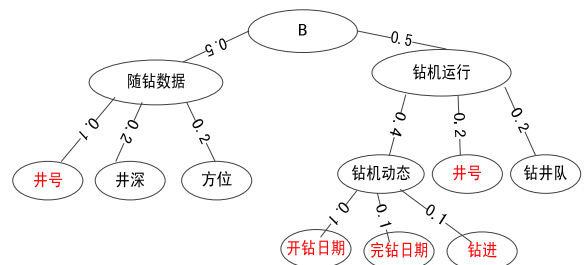 B
0.5
0.5
随钻数据
钻机运行
0.1
0.2
0.2
0.4
0.2
0.2
井号
井深
方位
钻机动态
井号
钻井队
0.1
0.1
0.1
开钻日期
完钻日期
钻进